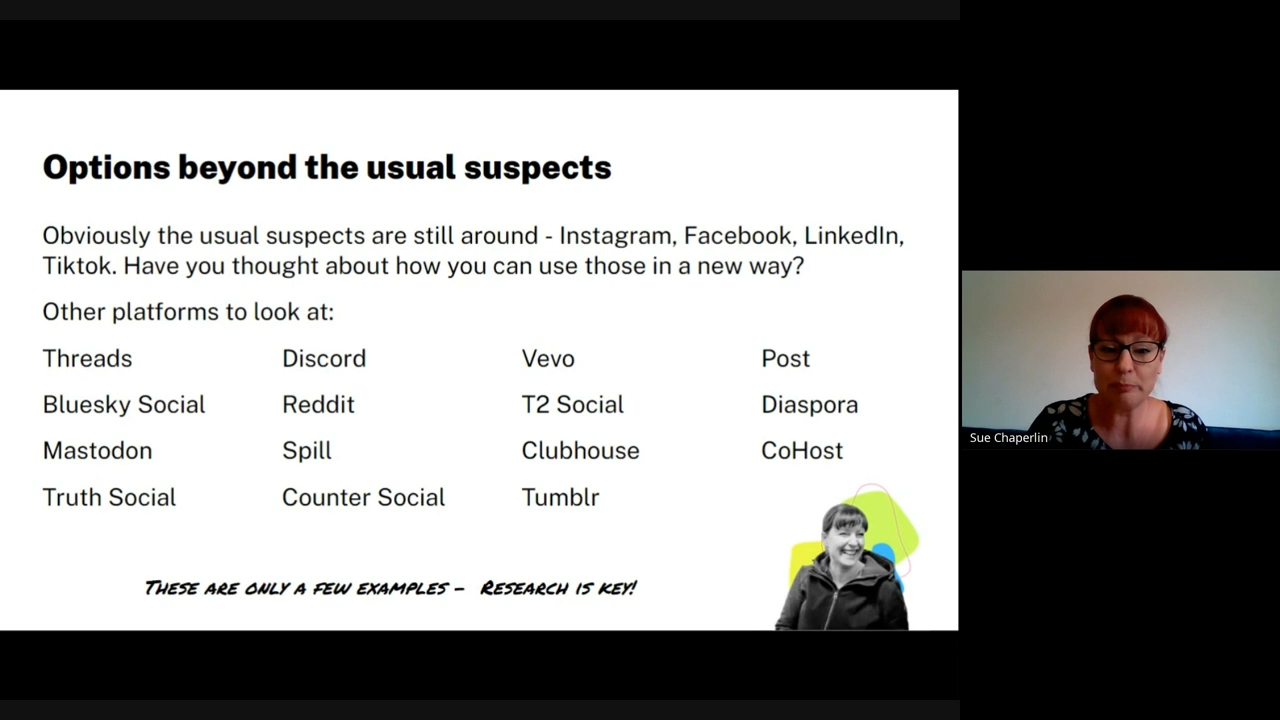 Options beyond the usual suspects
Obviously the usual suspects are still around - Instagram, Facebook, LinkedIn,
Tiktok. Have you thought about how you can use those in a new way?
Other platforms to look at:
Threads
Bluesky Social
Mastodon
Truth Social
Discord
Reddit
Spill
Counter Social
Vevo
T2 Social
Clubhouse
Tumblr
Post
Diaspora
CoHost
THESE ARE ONLY A FEW EXAMPLES - RESEARCH IS KEY!
Sue Chaperlin